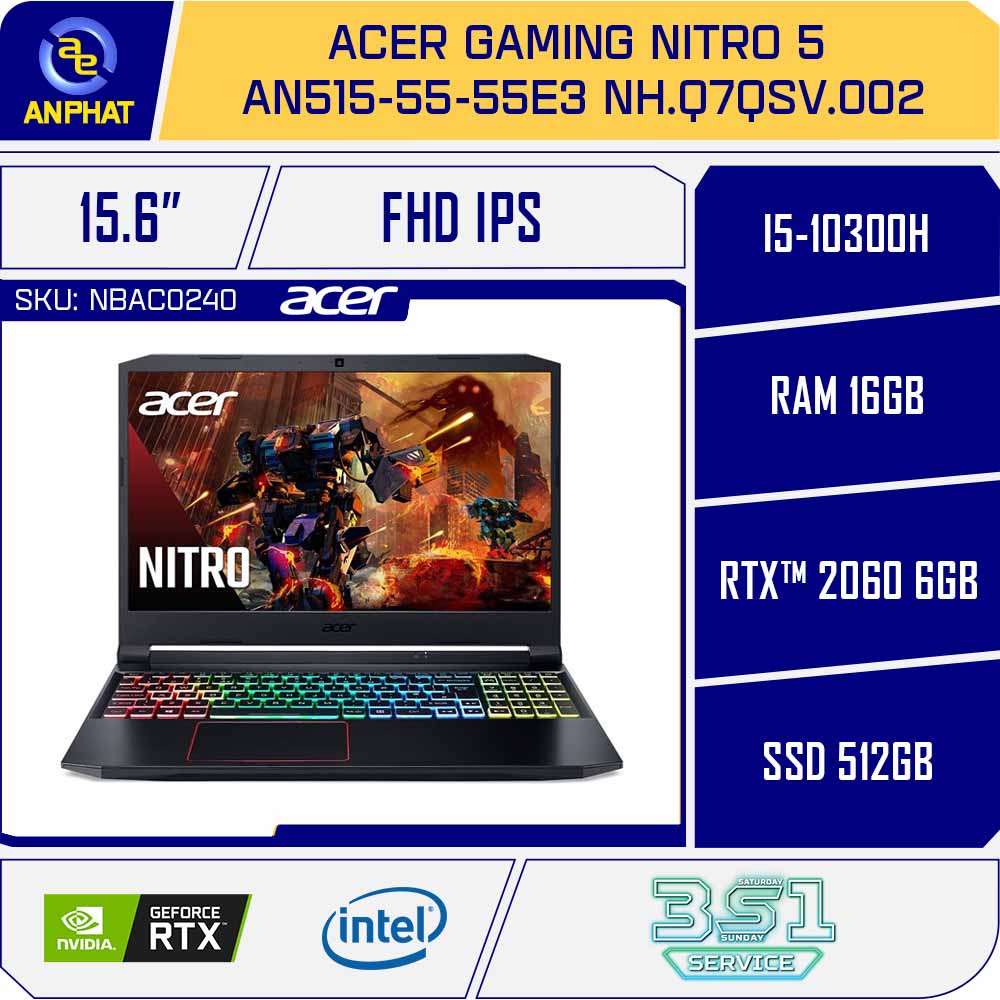 ae
ANPHAT
ACER GAMING NITRO 5
AN515-55-55E3 NH.Q7QSV.002
15.6"
FHD IPS
SKU: NBAC0240
acer
acer
NITRO
acer
I5-10300H
RAM 16GB
RTX™ 2060 6GB
SSD 512GB
NVIDIA.
GEFORCE
RTX
intel
SATURDAY
3S1
SUNDAY
SERVICE